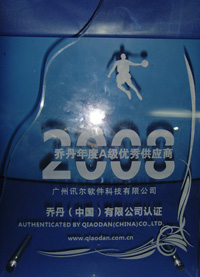 乔丹年度A级优秀供应商
2008
广州讯尔软件科技有限公司
乔丹（中国）有限公司认证
AUTHENTICATED BY QIAODAN(CHINA)CO.,LTD.
www.qiaodan.com.cn